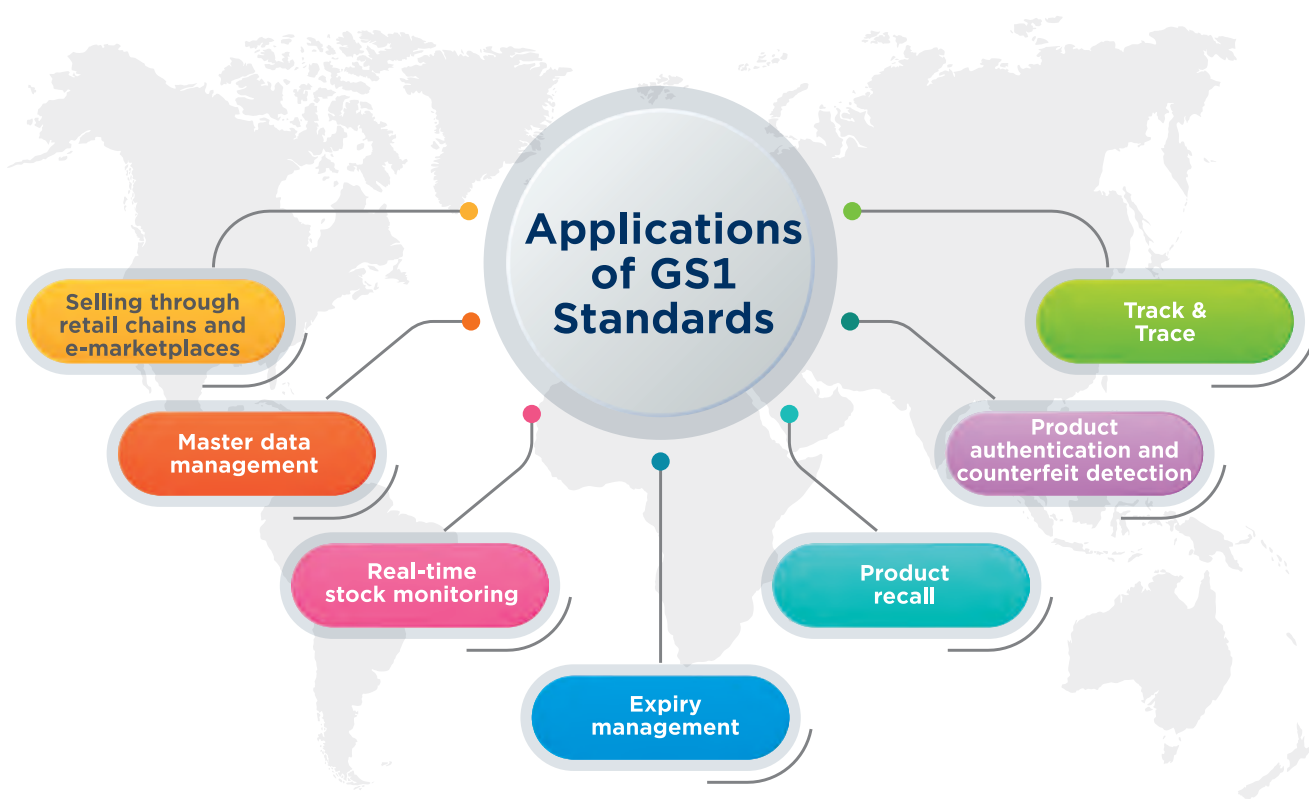 Applications
of GS1
Standards
Selling through
retail chains and
e-marketplaces
Master data
management
Real-time
stock monitoring
Expiry
management
Product
recall
Product
authentication and
counterfeit detection
Track &
Trace